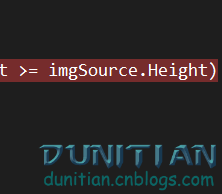 t >= imgSource.Height)
DUNITIAN
dunitian.cnblogs.com